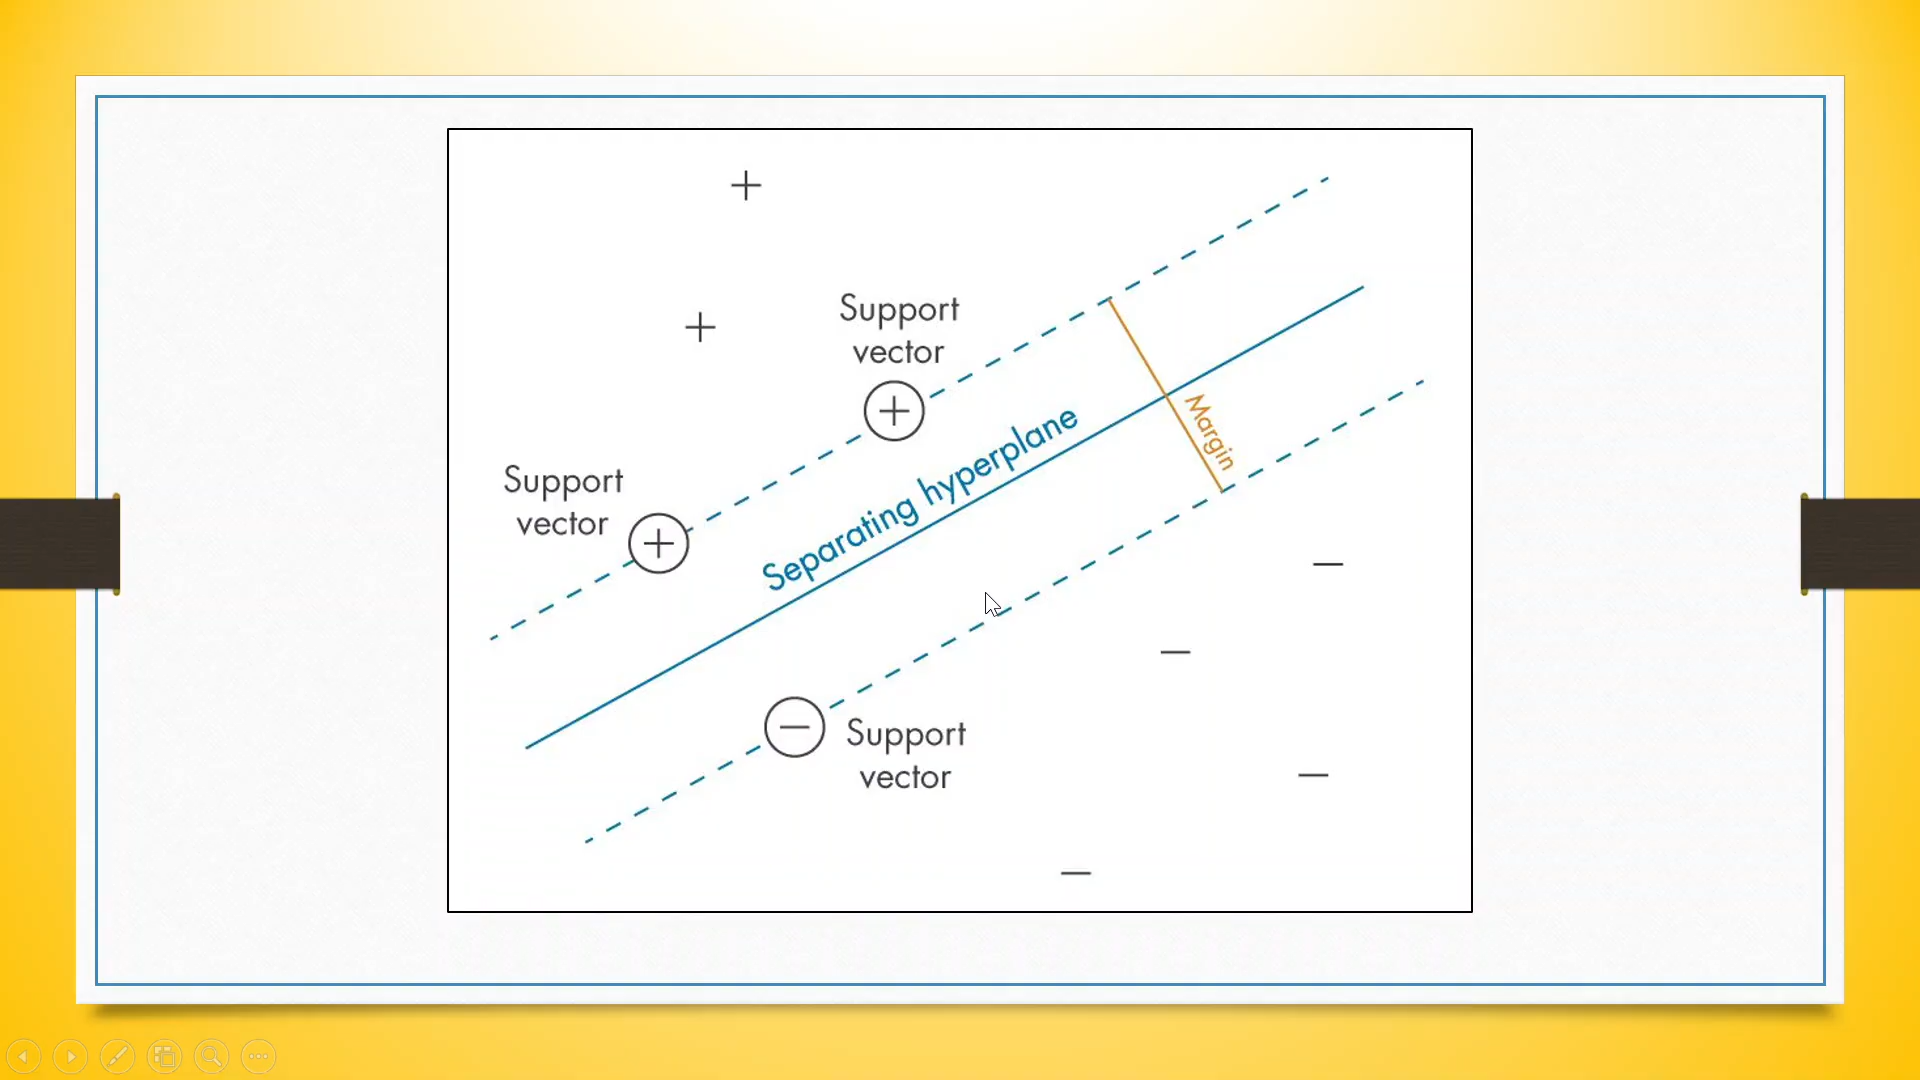 Support
vector
Support
vector
Separating hyperplane
Margin
Support
vector